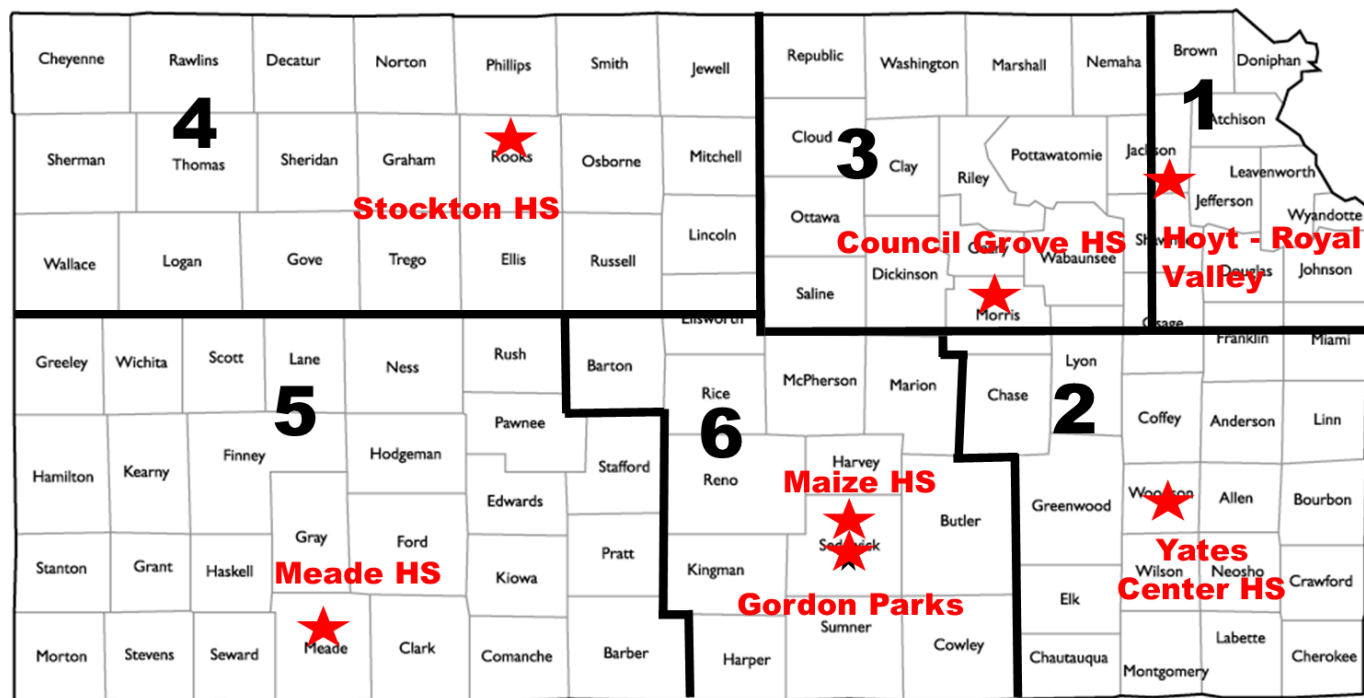 Cheyenne
Rawlins
Decatur
Norton
Phillips
Smith
Jewell
Republic
Washington
Marshall
Nemaha
Brown
Doniphan
4
3
1
Atchison
Sherman
Thomas
Sheridan
Graham
Rooks
Osborne
Mitchell
Cloud
Clay
Riley
Pottawatomie
Jackson
Jefferson
Leavenworth
Wyandotte
Stockton HS
Wallace
Logan
Gove
Trego
Ellis
Russell
Lincoln
Ottawa
Council Grove HS
Geary
Wabaunsee
Shawnee
Hoyt - Royal
Valley
Douglas
Johnson
Saline
Dickinson
Morris
Osage
Greeley
Wichita
Scott
Lane
Ness
Rush
Barton
Ellsworth
Rice
McPherson
Marion
Chase
Lyon
Franklin
Miami
5
6
2
Coffey
Anderson
Linn
Hamilton
Kearny
Finney
Hodgeman
Pawnee
Stafford
Edwards
Reno
Harvey
Maize HS
Sedgwick
Butler
Greenwood
Woodson
Allen
Bourbon
Gray
Ford
Meade HS
Stanton
Grant
Haskell
Kiowa
Pratt
Kingman
Gordon Parks
Sumner
Yates
Center HS
Elk
Wilson
Neosho
Crawford
Morton
Stevens
Seward
Meade
Clark
Comanche
Barber
Harper
Cowley
Chautauqua
Montgomery
Labette
Cherokee